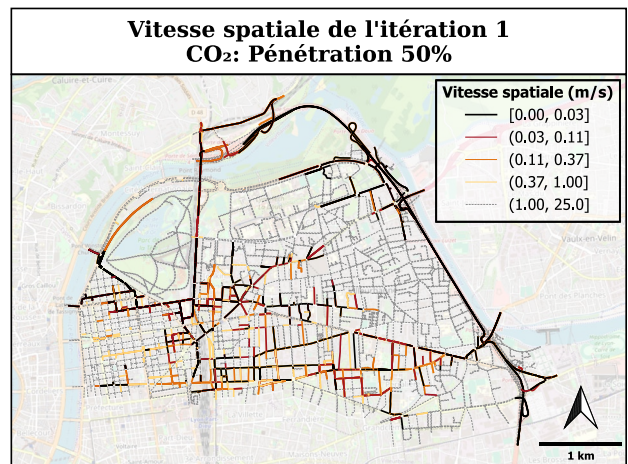 Vitesse spatiale de l'itération 1
CO₂: Pénétration 50%
Vitesse spatiale (m/s)
[0.00, 0.03]
(0.03, 0.11]
(0.11, 0.37]
(0.37, 1.00]
(1.00, 25.0]
Caluire-et-Cuire
Vaulx-en-Velin
1 km